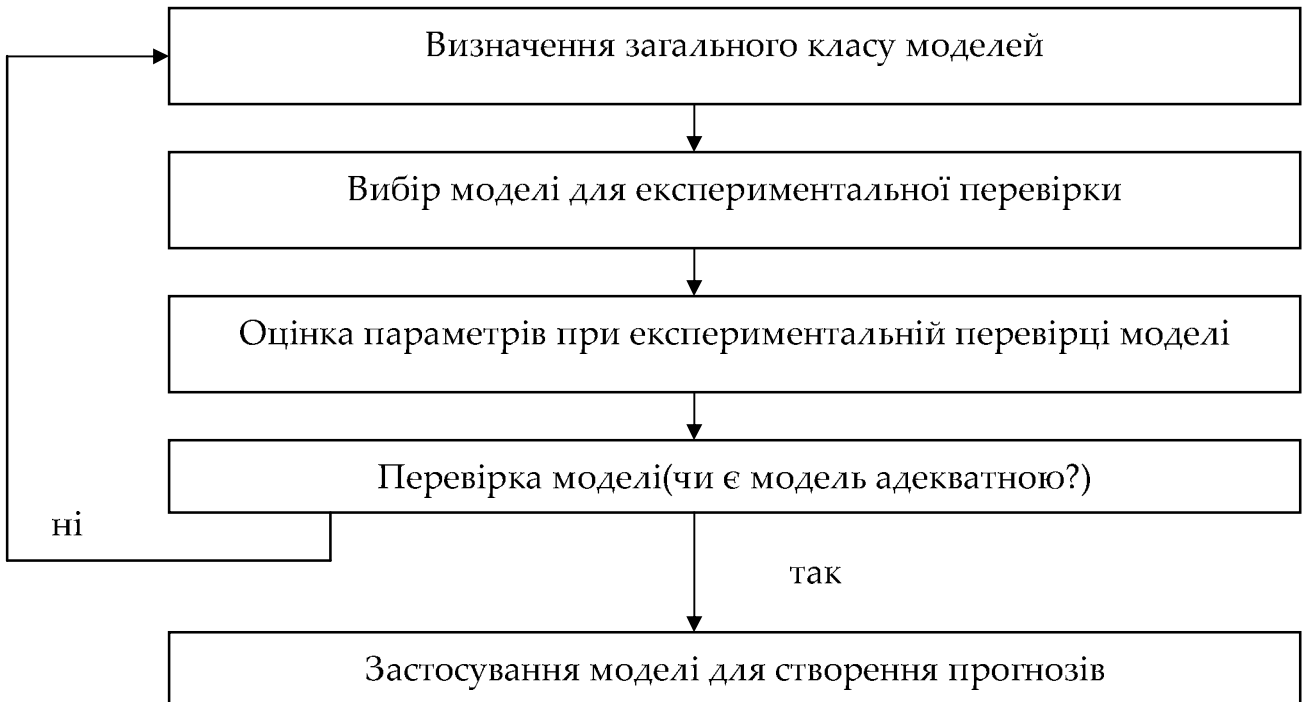 Визначення загального класу моделей
Вибір моделі для експериментальної перевірки
Оцінка параметрів при експериментальній перевірці моделі
Перевірка моделі(чи є модель адекватною?)
ні
так
Застосування моделі для створення прогнозів